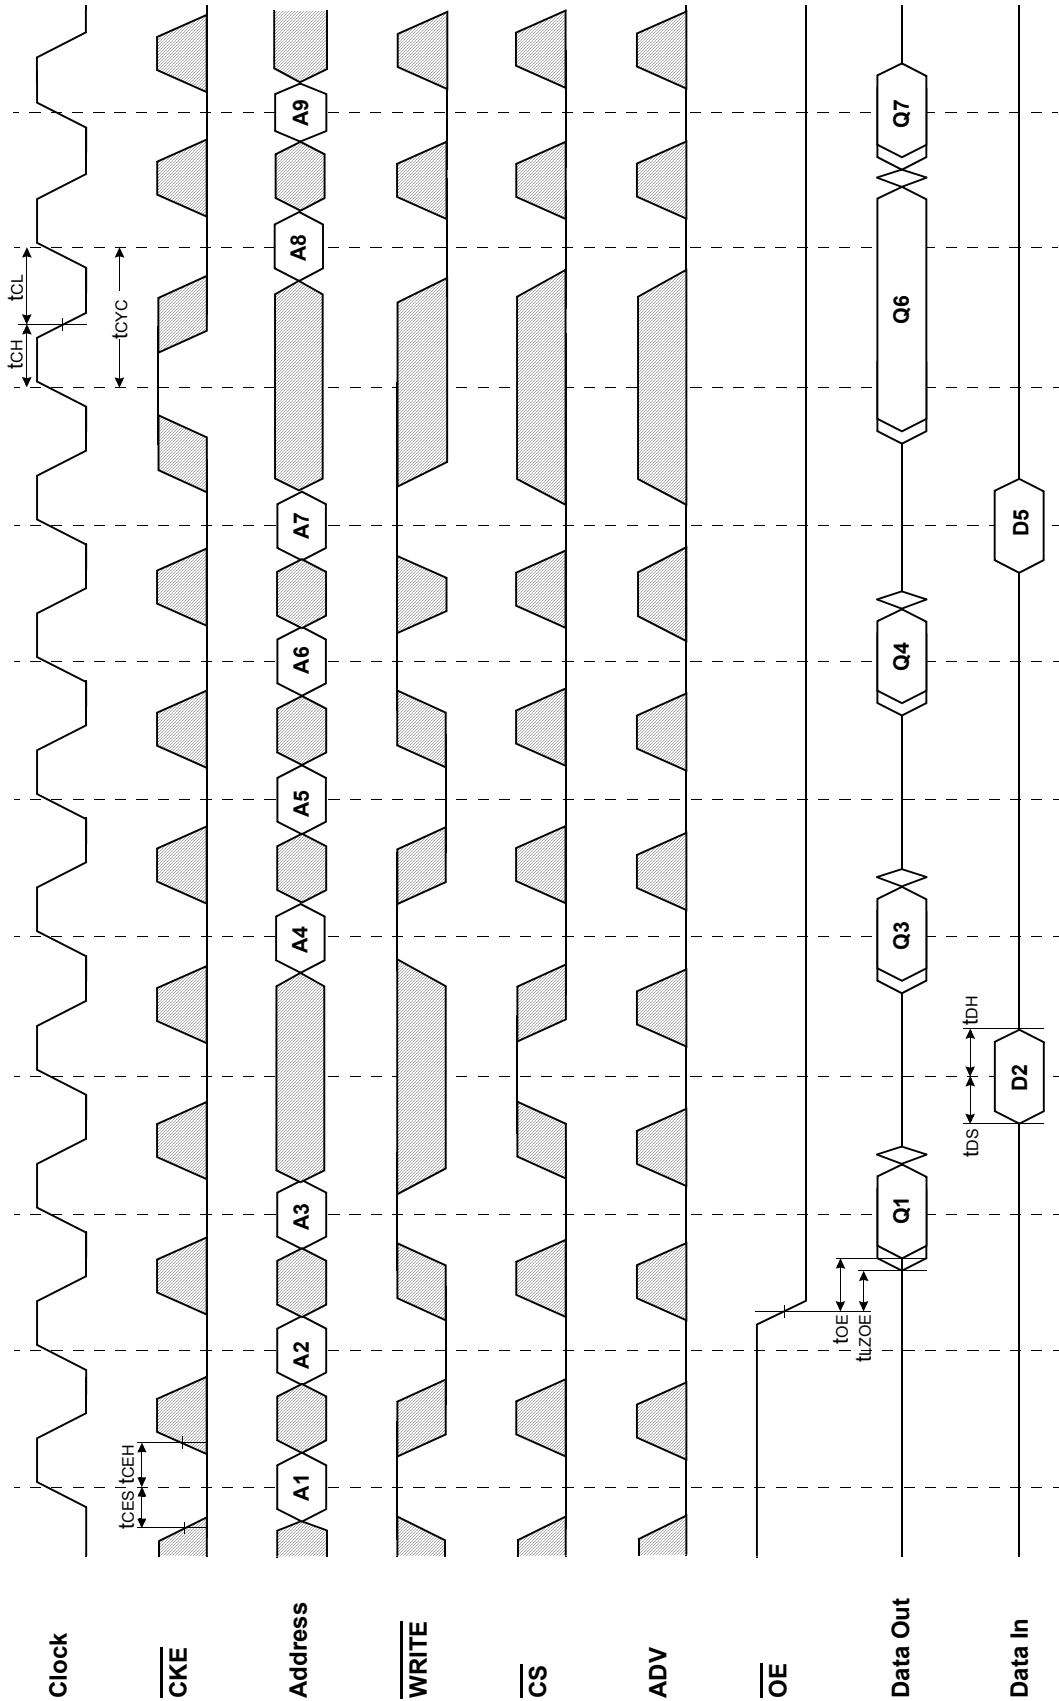 Clock
tCH tCL
CKE
tCES tCEH
tCYC
Address
A1 A2 A3 A4 A5 A6 A7 A8 A9
WRITE
CS
ADV
OE
tOE
tLZOE
Data Out
Q1 Q3 Q4 Q6 Q7
tDS tDH
Data In
D2 D5